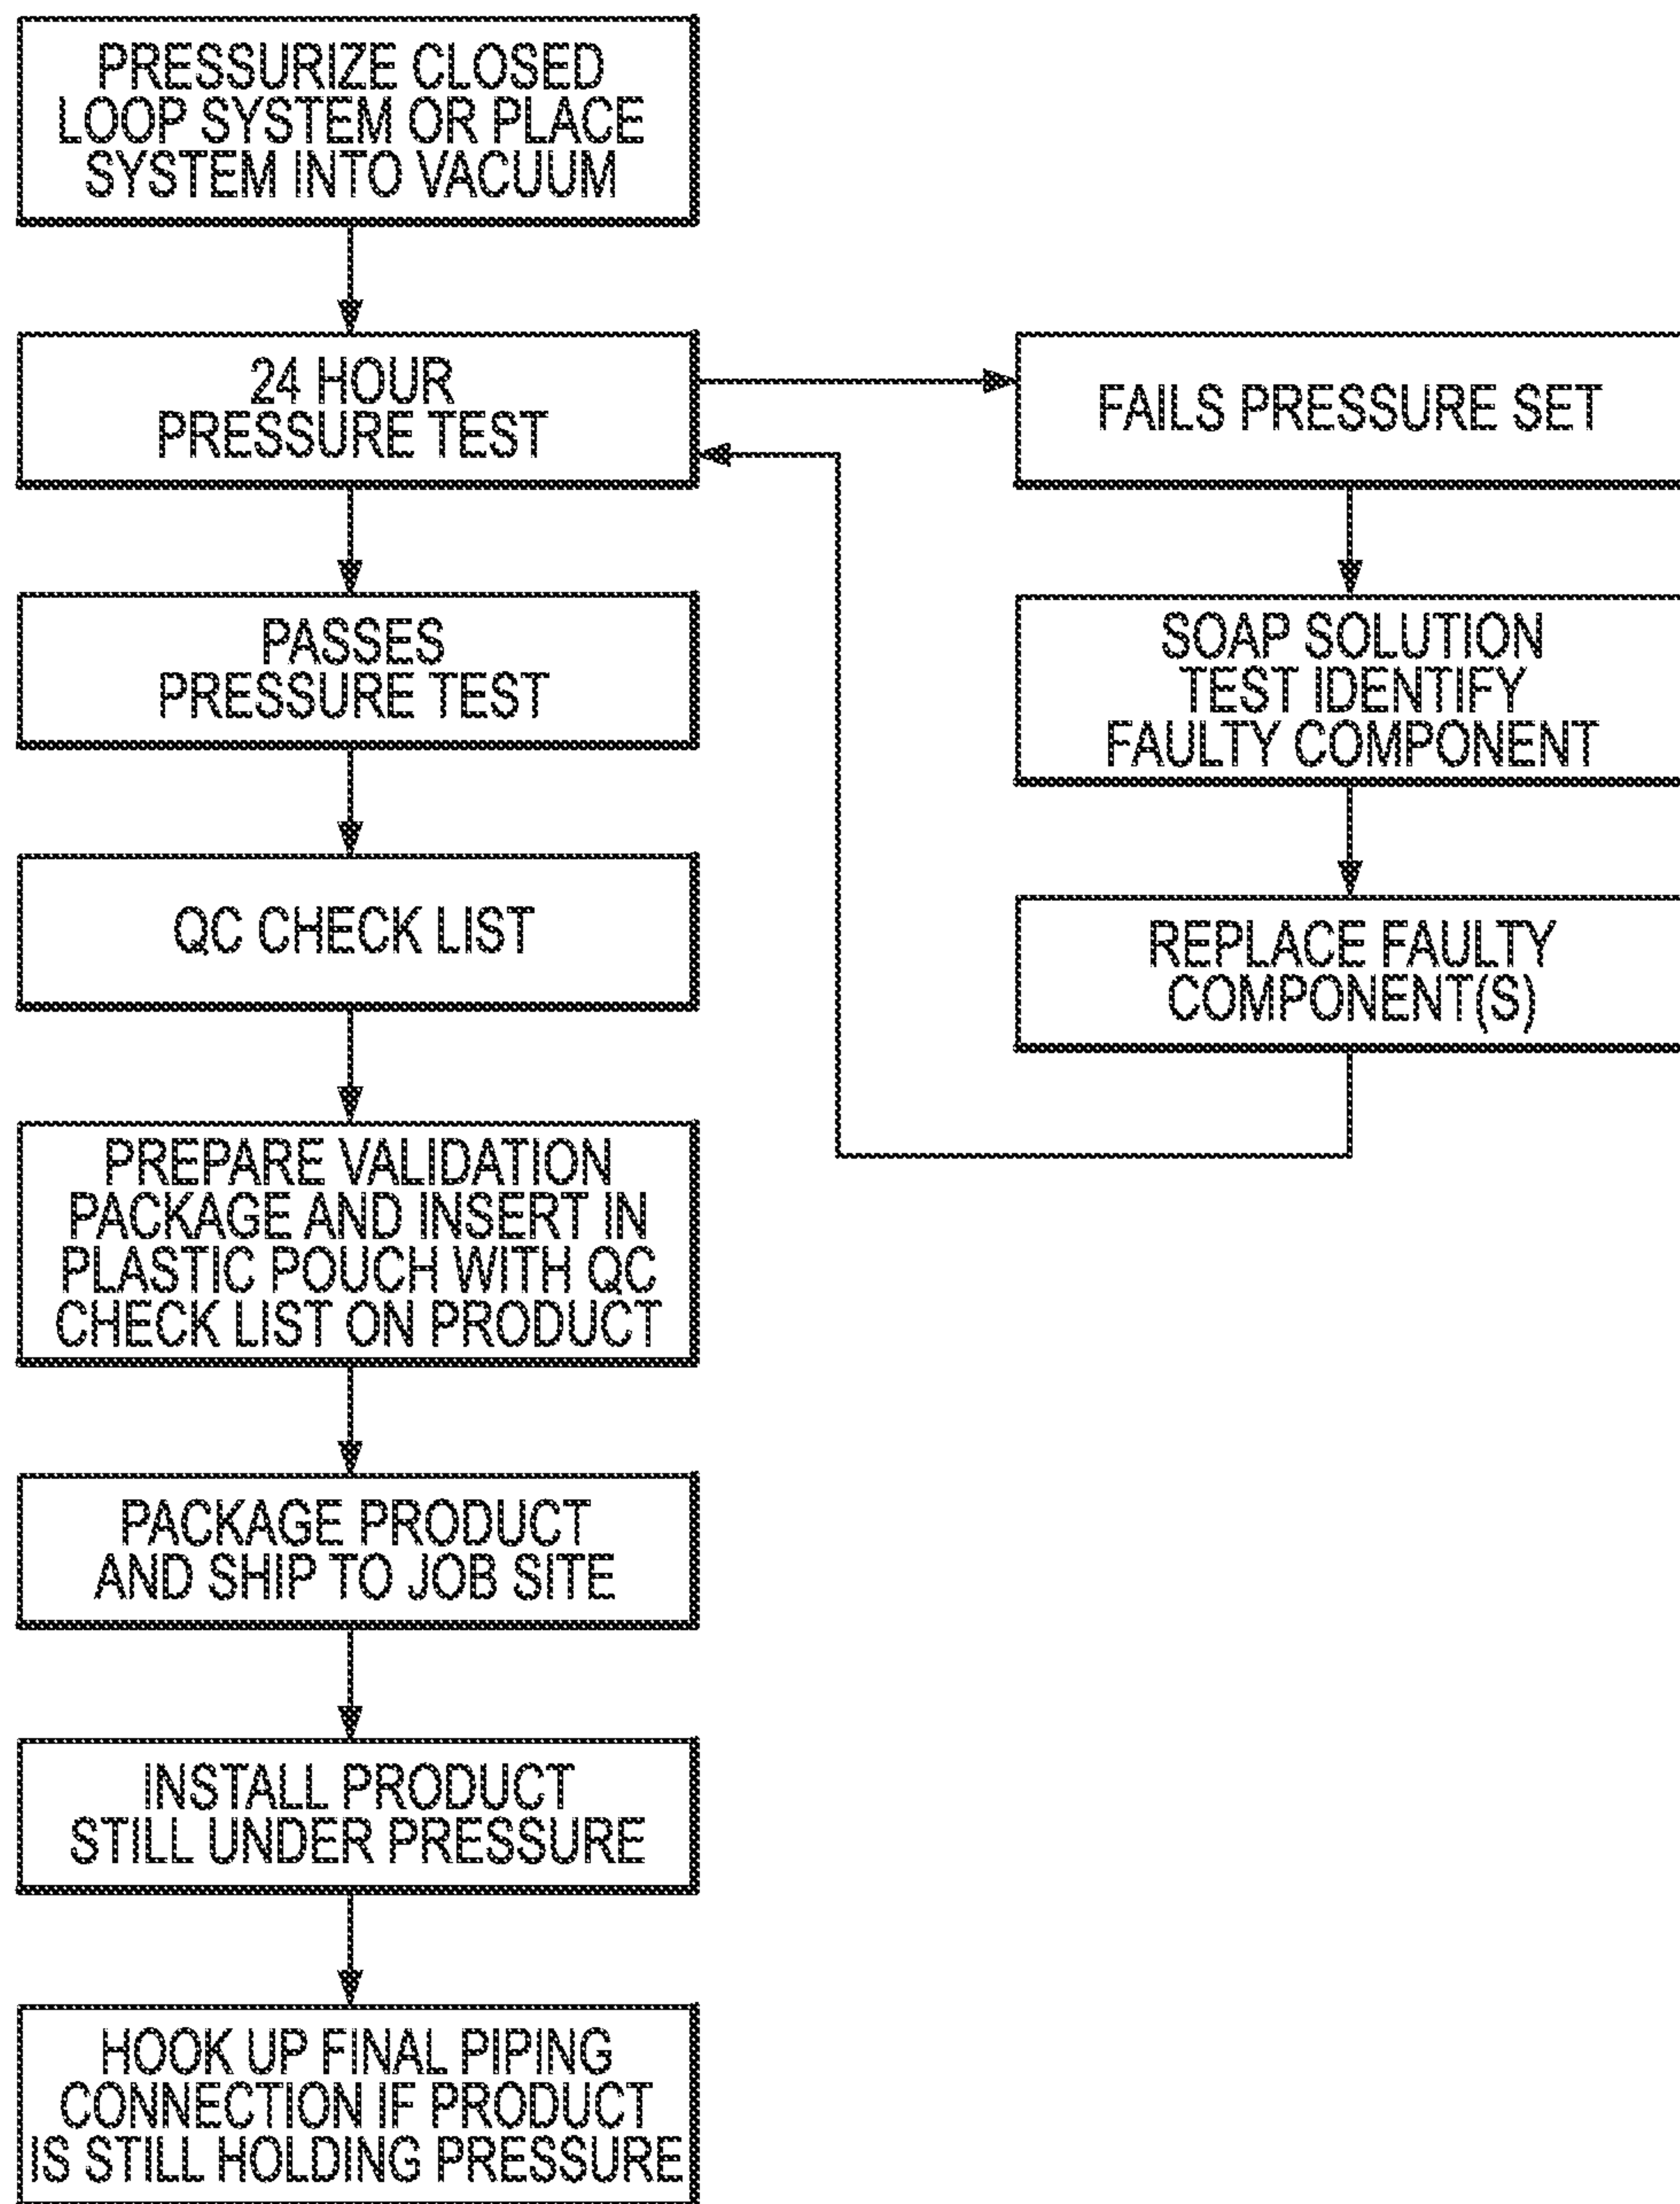 PRESSURIZE CLOSED
LOOP SYSTEM OR PLACE
SYSTEM INTO VACUUM
24 HOUR
PRESSURE TEST
FAILS PRESSURE SET
PASSES
PRESSURE TEST
SOAP SOLUTION
TEST IDENTIFY
FAULTY COMPONENT
QC CHECK LIST
REPLACE FAULTY
COMPONENT(S)
PREPARE VALIDATION
PACKAGE AND INSERT IN
PLASTIC POUCH WITH QC
CHECK LIST ON PRODUCT
PACKAGE PRODUCT
AND SHIP TO JOB SITE
INSTALL PRODUCT
STILL UNDER PRESSURE
HOOK UP FINAL PIPING
CONNECTION IF PRODUCT
IS STILL HOLDING PRESSURE